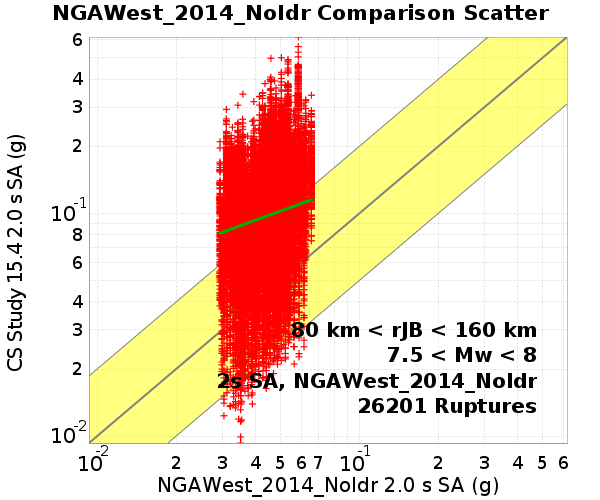 NGAWest_2014_NoIdr Comparison Scatter
CS Study 15.4 2.0 s SA (g)
6
4
3
2
10-1
8
6
4
3
2
10-2
80 km < rJB < 160 km
7.5 < Mw < 8
2s SA, NGAWest_2014_NoIdr
26201 Ruptures
10-2 2 3 4 5 6 7 10-1 2 3 4 5 6
NGAWest_2014_NoIdr 2.0 s SA (g)